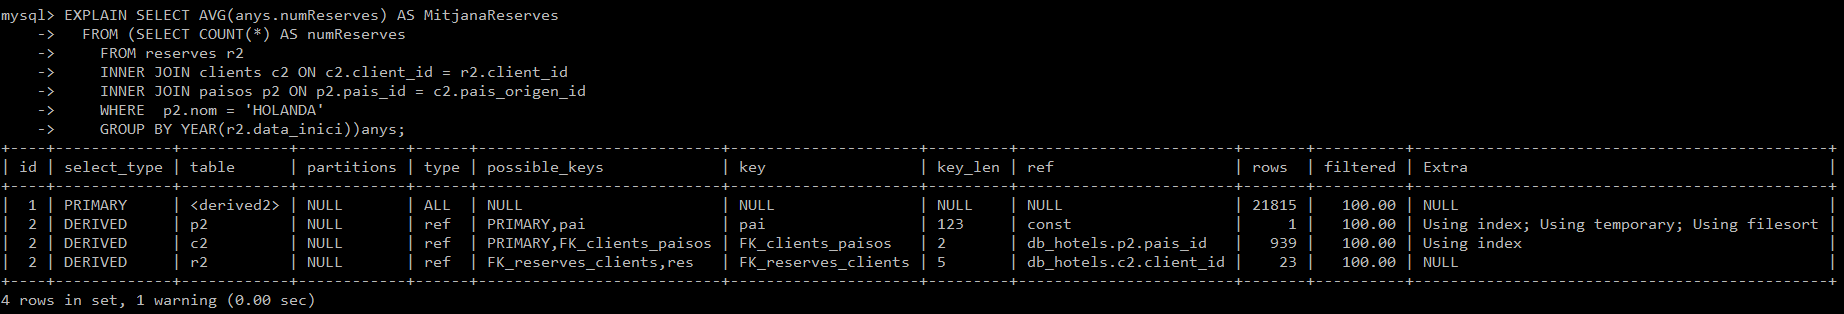 mysql> EXPLAIN SELECT AVG(anys.numReserves) AS MitjanaReserves
    ->   FROM (SELECT COUNT(*) AS numReserves
    ->     FROM reserves r2
    ->     INNER JOIN clients c2 ON c2.client_id = r2.client_id
    ->     INNER JOIN paisos p2 ON p2.pais_id = c2.pais_origen_id
    ->     WHERE  p2.nom = 'HOLANDA'
    ->     GROUP BY YEAR(r2.data_inici))anys;
+----+-------------+------------+------------+------+---------------------------+---------------------+---------+------------------------+-------+----------+----------------------------------------------+
| id | select_type | table      | partitions | type | possible_keys             | key                 | key_len | ref                    | rows  | filtered | Extra                                        |
+----+-------------+------------+------------+------+---------------------------+---------------------+---------+------------------------+-------+----------+----------------------------------------------+
|  1 | PRIMARY     | <derived2> | NULL       | ALL  | NULL                      | NULL                | NULL    | NULL                   | 21815 |   100.00 | NULL                                         |
|  2 | DERIVED     | p2         | NULL       | ref  | PRIMARY,pai               | pai                 | 123     | const                  |     1 |   100.00 | Using index; Using temporary; Using filesort |
|  2 | DERIVED     | c2         | NULL       | ref  | PRIMARY,FK_clients_paisos | FK_clients_paisos   | 2       | db_hotels.p2.pais_id   |   939 |   100.00 | Using index                                  |
|  2 | DERIVED     | r2         | NULL       | ref  | FK_reserves_clients,res   | FK_reserves_clients | 5       | db_hotels.c2.client_id |    23 |   100.00 | NULL                                         |
+----+-------------+------------+------------+------+---------------------------+---------------------+---------+------------------------+-------+----------+----------------------------------------------+
4 rows in set, 1 warning (0.00 sec)